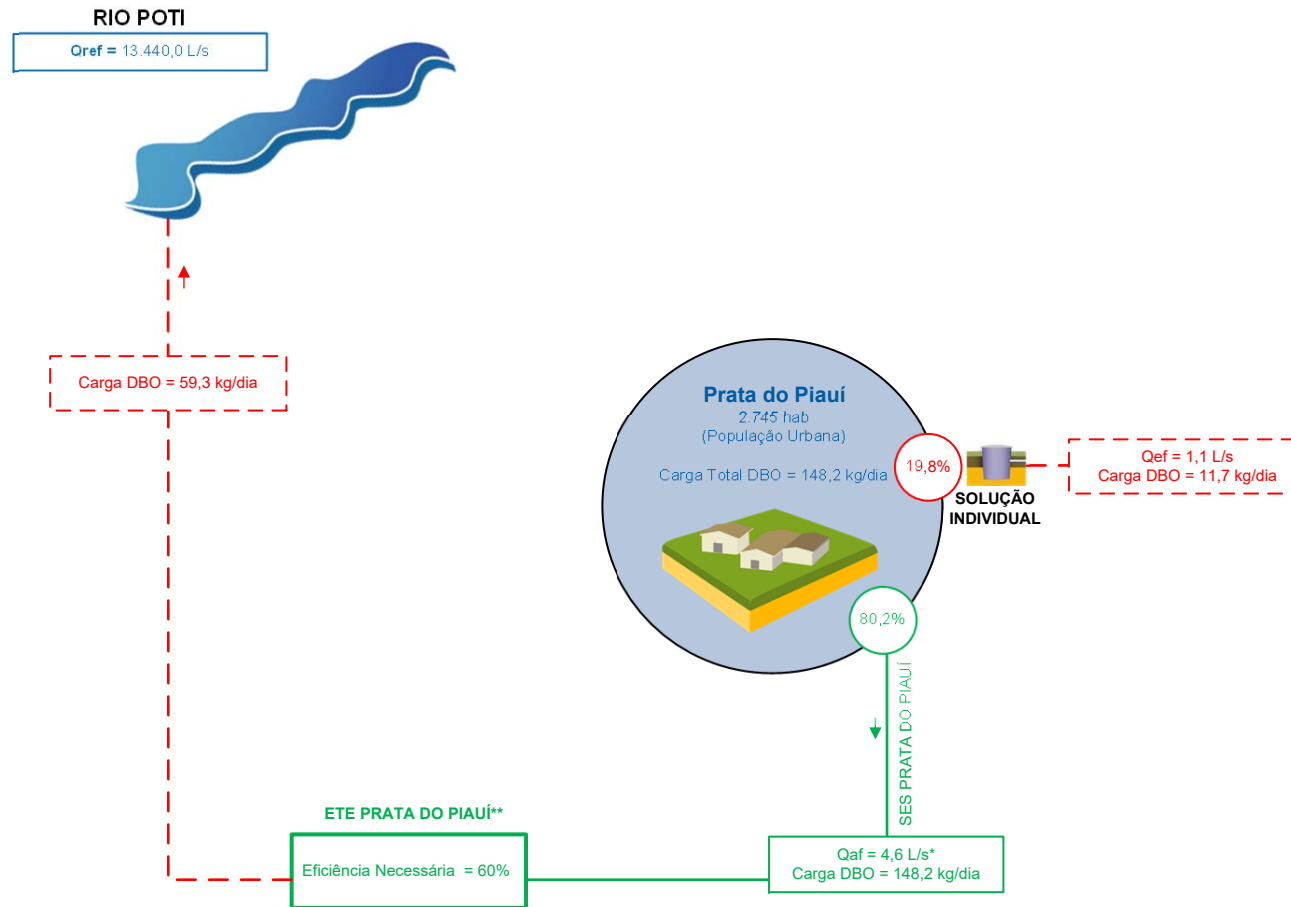 RIO POTI
Qref = 13.440,0 L/s
Carga DBO = 59,3 kg/dia
Prata do Piauí
2.745 hab
(População Urbana)
Carga Total DBO = 148,2 kg/dia
19,8%
SOLUÇÃO
INDIVIDUAL
Qef = 1,1 L/s
Carga DBO = 11,7 kg/dia
80,2%
SES PRATA DO PIAUÍ
ETE PRATA DO PIAUÍ**
Eficiência Necessária = 60%
Qaf = 4,6 L/s*
Carga DBO = 148,2 kg/dia